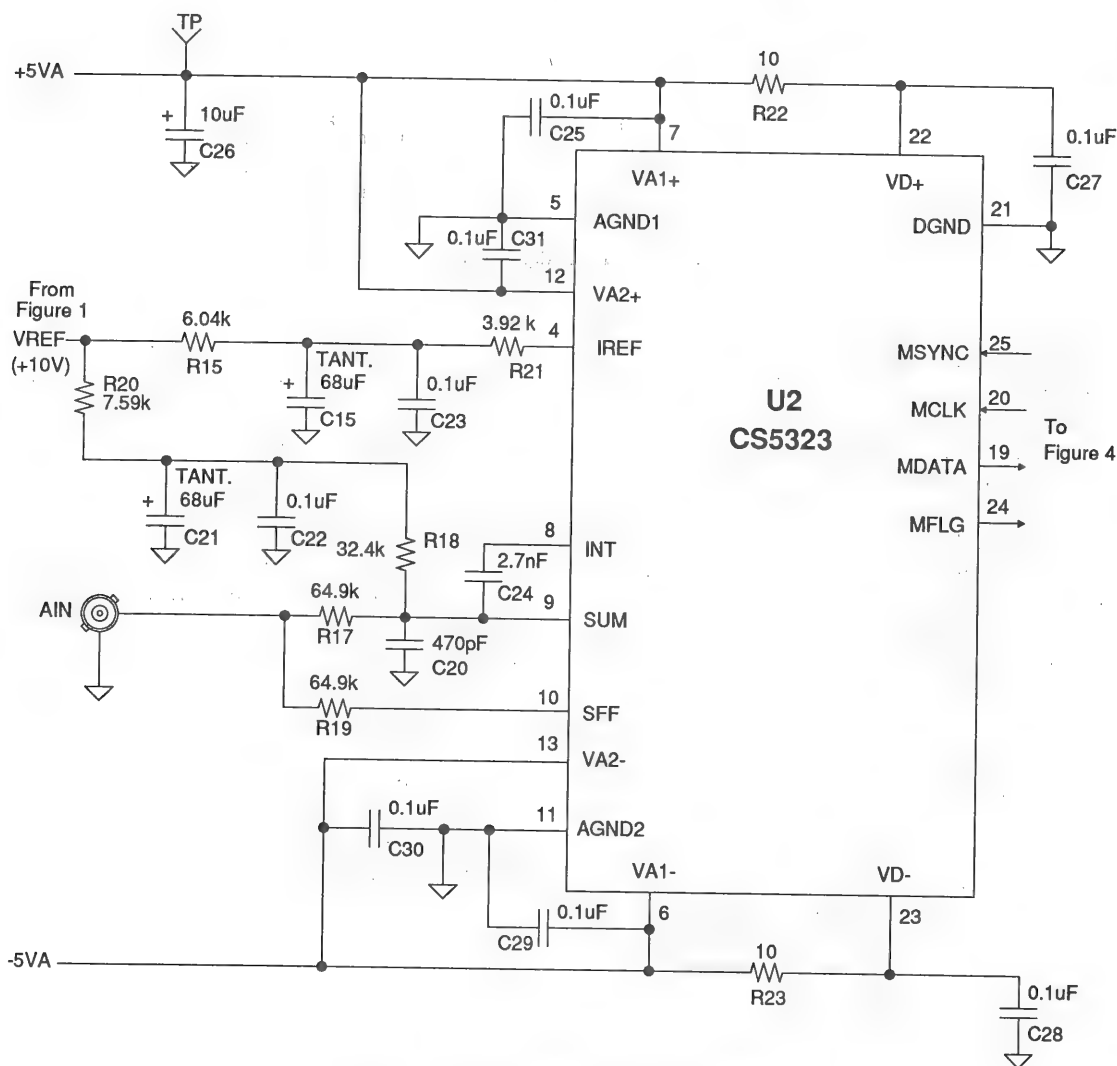 TP
+5VA
10
R22
10uF
+
C26
0.1uF
C25
7
22
0.1uF
C27
VA1+
VD+
5
AGND1
21
DGND
0.1uF
C31
12
VA2+
From
Figure 1
VREF
(+10V)
6.04k
R15
3.92 k
R21
4
IREF
TANT.
68uF
+
C15
0.1uF
C23
R20
7.59k
MSYNC
25
U2
CS5323
MCLK
20
To
Figure 4
MDATA
19
MFLG
24
TANT.
68uF
+
C21
0.1uF
C22
R18
32.4k
8
INT
2.7nF
C24
AIN
64.9k
R17
9
SUM
470pF
C20
64.9k
R19
10
SFF
13
VA2-
0.1uF
C30
11
AGND2
VA1-
VD-
0.1uF
C29
6
23
-5VA
10
R23
0.1uF
C28